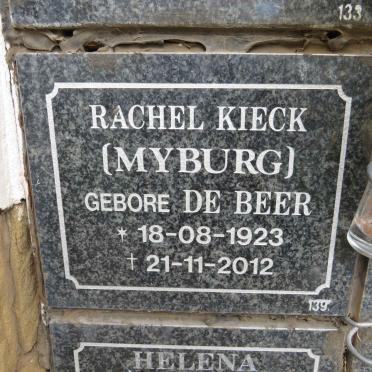 133
RACHEL KIECK
(MYBURG)
GEBORE DE BEER
* 18-08-1923
† 21-11-2012
139
HELENA